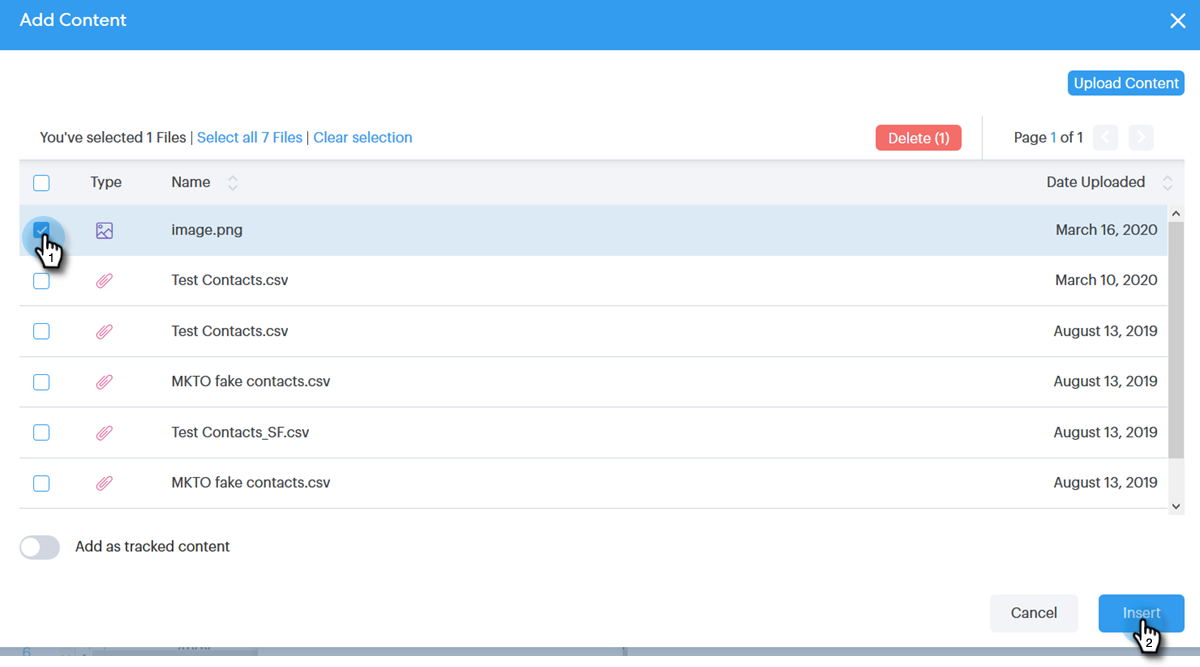 Add Content
Upload Content
You've selected 1 Files | Select all 7 Files | Clear selection
Delete (1)
Page 1 of 1
Type Name Date Uploaded
image.png March 16, 2020
1
Test Contacts.csv March 10, 2020
Test Contacts.csv August 13, 2019
MKTO fake contacts.csv August 13, 2019
Test Contacts_SF.csv August 13, 2019
MKTO fake contacts.csv August 13, 2019
Add as tracked content
Cancel
Insert
2